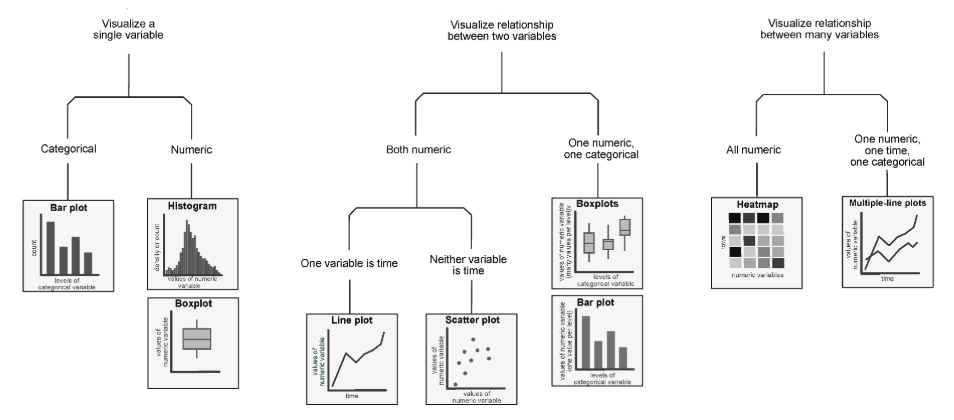 Visualize a
single variable
Categorical
Numeric
Bar plot
count
levels of
categorical variable
Histogram
density or count
values of numeric
variable
Boxplot
values of
numeric variable
Visualize relationship
between two variables
Both numeric
One variable is time
Line plot
values of
numeric variable
time
Neither variable
is time
Scatter plot
values of
numeric variable
values of
numeric variable
One numeric,
one categorical
Boxplots
values of numeric variable
(many values per level)
levels of
categorical variable
Bar plot
values of numeric variable
(one value per level)
levels of
categorical variable
Visualize relationship
between many variables
All numeric
Heatmap
rows
numeric variables
One numeric,
one time,
one categorical
Multiple-line plots
values of
numeric variable
time